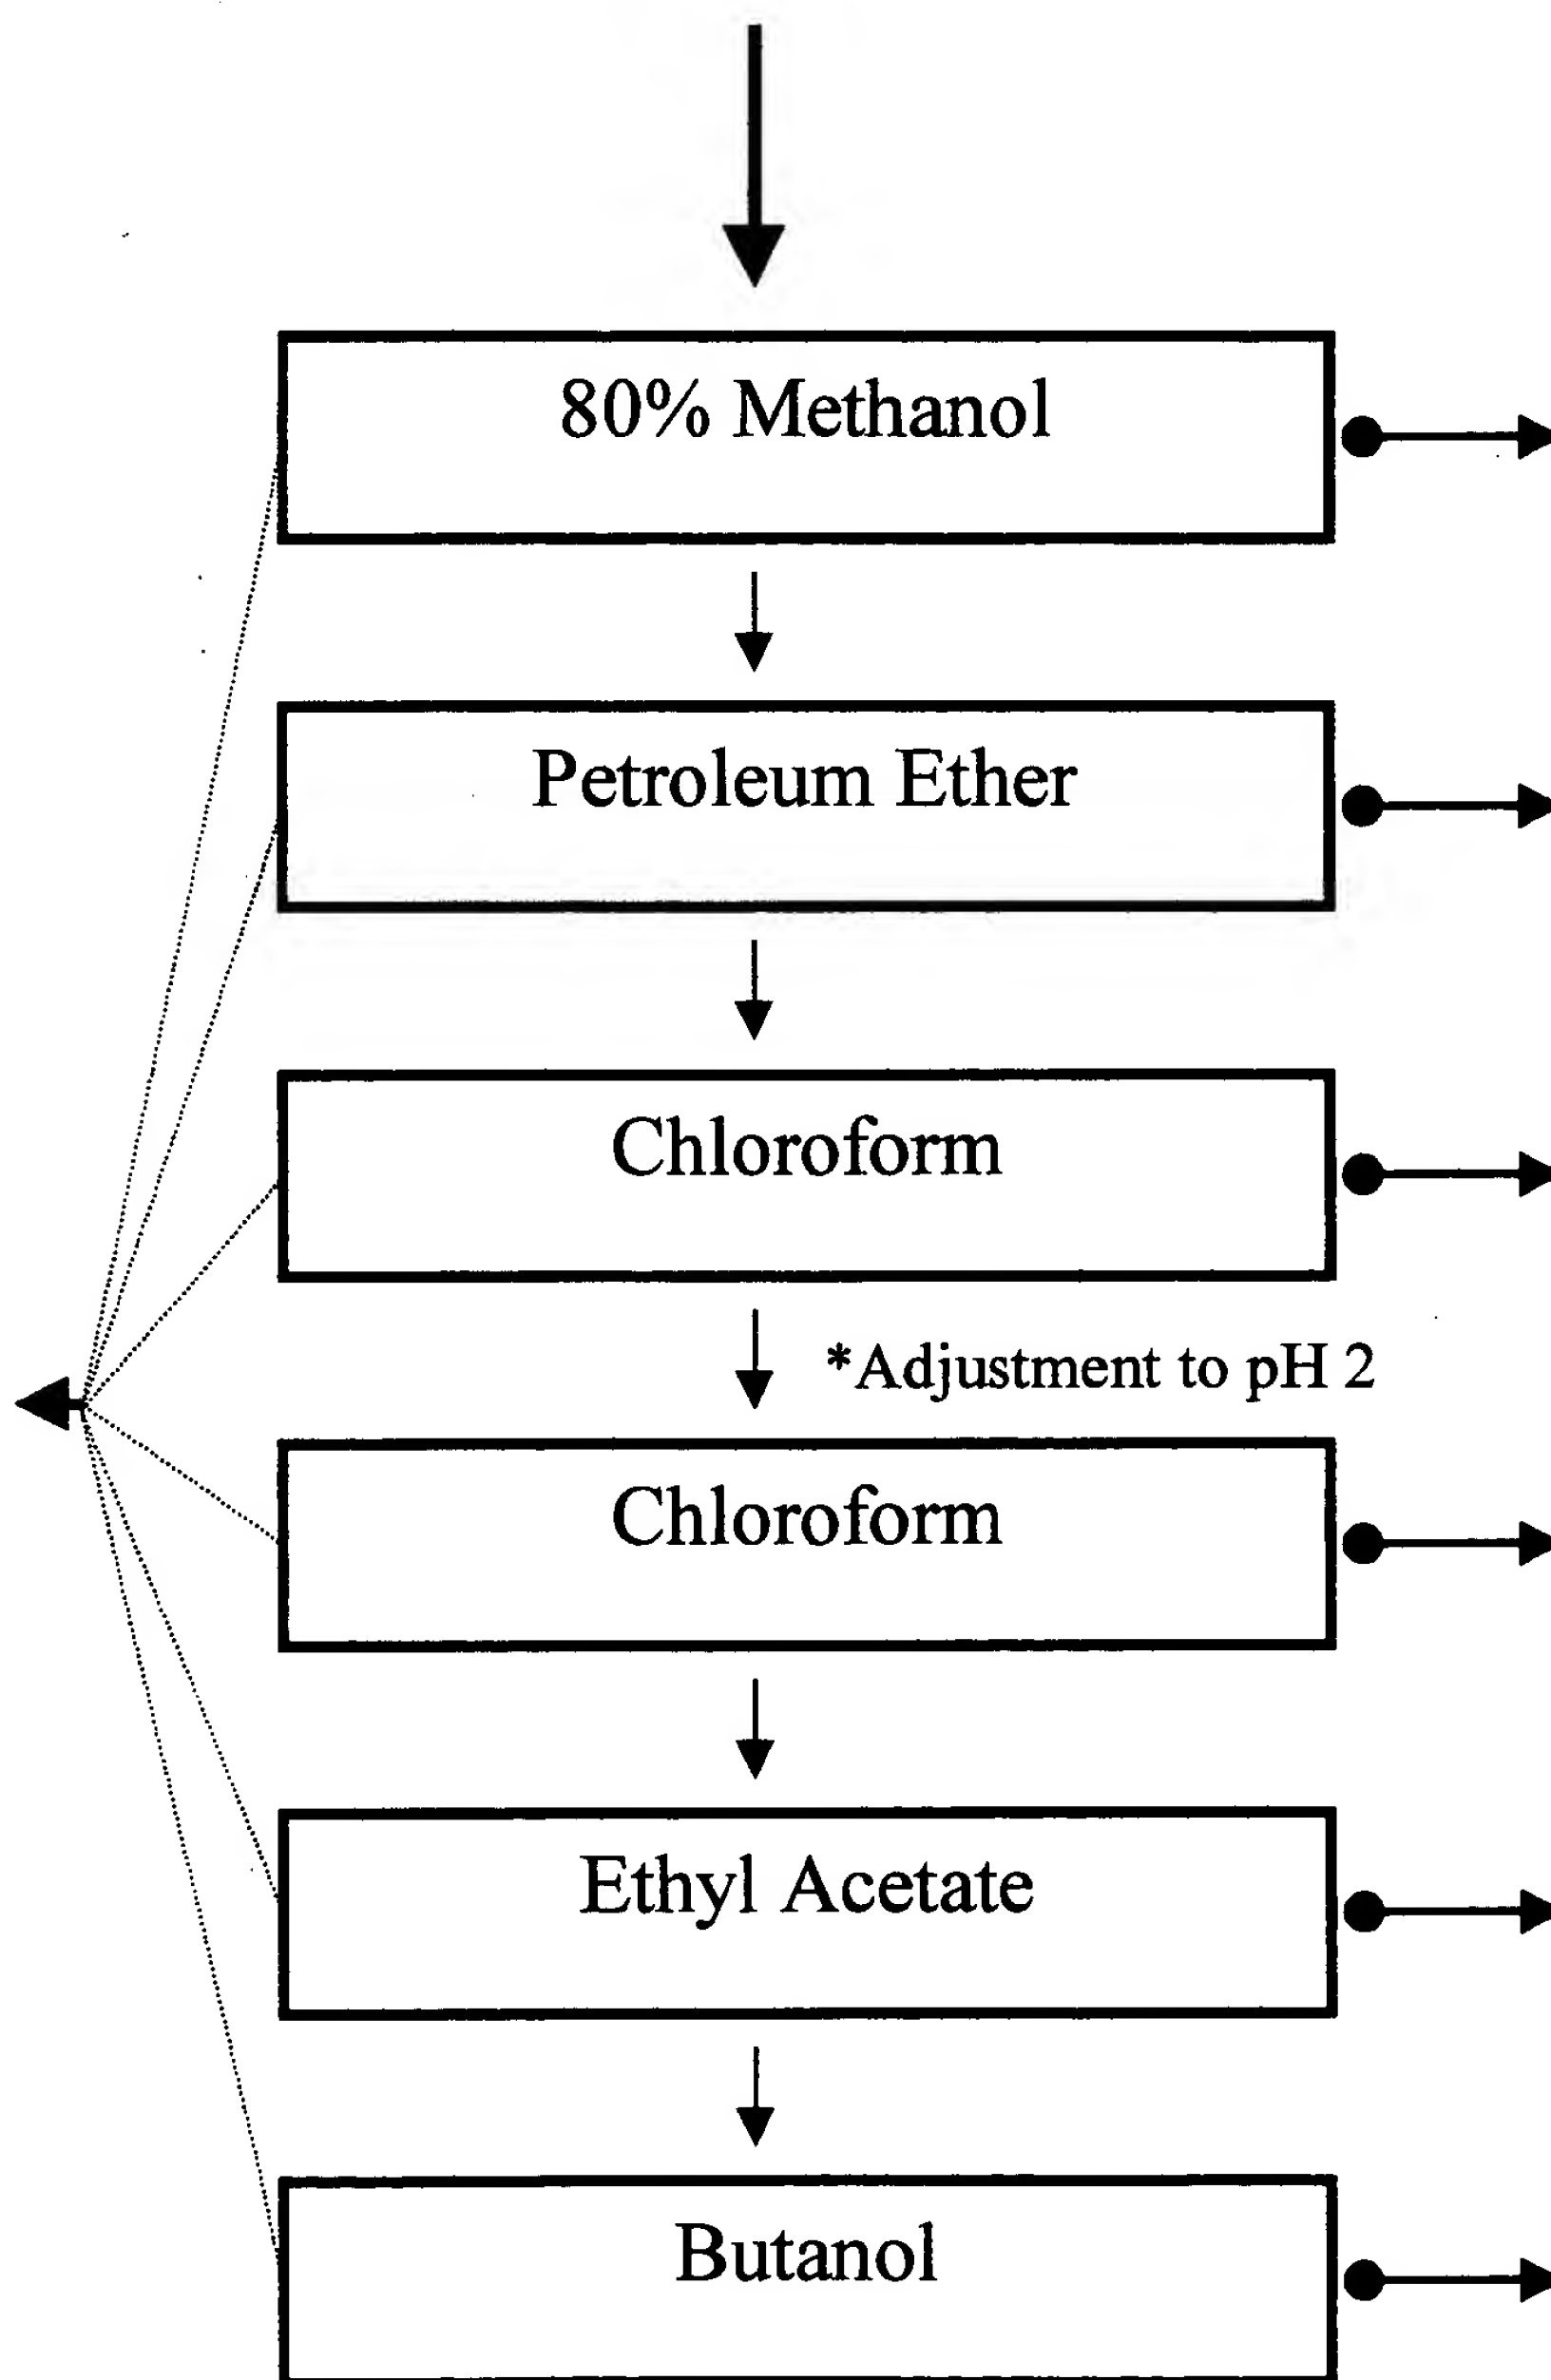 80% Methanol
Petroleum Ether
Chloroform
*Adjustment to pH 2
Chloroform
Ethyl Acetate
Butanol